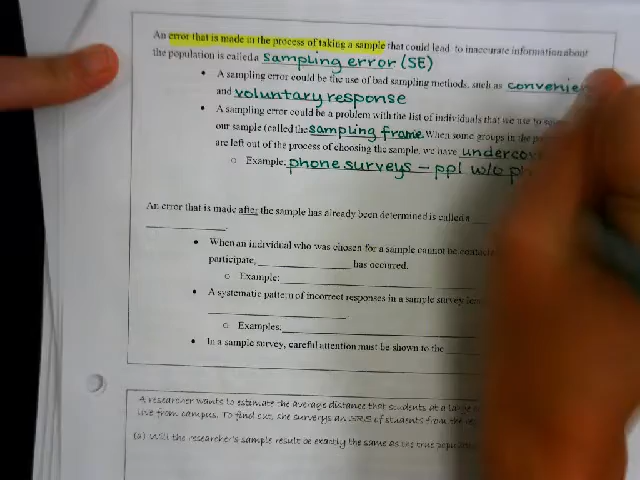 An error that is made in the process of taking a sample that could lead to inaccurate information about
the population is called a sampling error (SE)
• A sampling error could be the use of bad sampling methods, such as convenie
and voluntary response
• A sampling error could be a problem with the list of individuals that we use to
our sample (called the sampling frame. When some groups in the
are left out of the process of choosing the sample, we have undercov
o Example: phone surveys – ppl w/o ph
An error that is made after the sample has already been determined is called a
• When an individual who was chosen for a sample cannot be
participate, ____________ has occurred.
o Example:
• A systematic pattern of incorrect responses in a sample survey
o Examples:
• In a sample survey, careful attention must be shown to the
A researcher wants to estimate the average distance that students at a large
live from campus. To find out, she surveys an SRS of students from the
(a) Will the researcher's sample result be exactly the same as the true